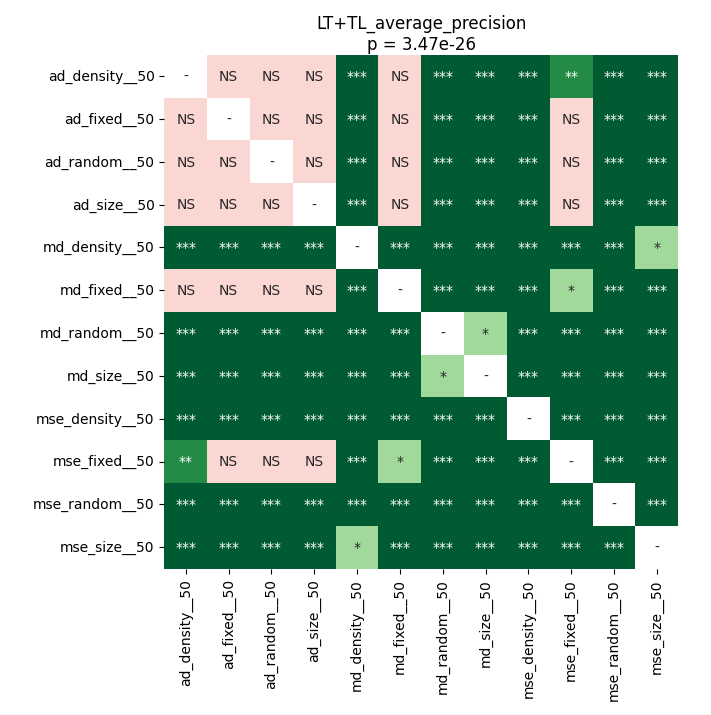 LT+TL_average_precision
p = 3.47e-26
ad_density__50 - NS NS NS *** NS *** *** *** ** *** ***
ad_fixed__50 NS - NS NS *** NS *** *** *** NS *** ***
ad_random__50 NS NS - NS *** NS *** *** *** NS *** ***
ad_size__50 NS NS NS - *** NS *** *** *** NS *** ***
md_density__50 *** *** *** *** - *** *** *** *** *** *** *
md_fixed__50 NS NS NS NS *** - *** *** *** * *** ***
md_random__50 *** *** *** *** *** *** - * *** *** *** ***
md_size__50 *** *** *** *** *** *** * - *** *** *** ***
mse_density__50 *** *** *** *** *** *** *** *** - *** *** ***
mse_fixed__50 ** NS NS NS *** * *** *** *** - *** ***
mse_random__50 *** *** *** *** *** *** *** *** *** *** - ***
mse_size__50 *** *** *** *** * *** *** *** *** *** *** -
ad_density__50
ad_fixed__50
ad_random__50
ad_size__50
md_density__50
md_fixed__50
md_random__50
md_size__50
mse_density__50
mse_fixed__50
mse_random__50
mse_size__50